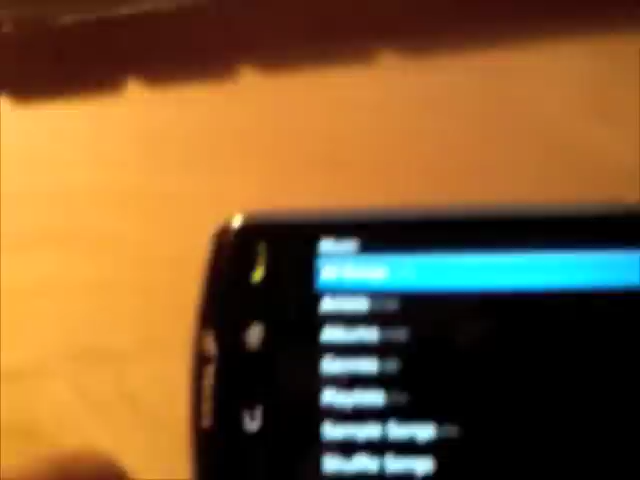 Music
All Songs
Artists
Albums
Genres
Playlists
Sample Songs
Shuffle Songs